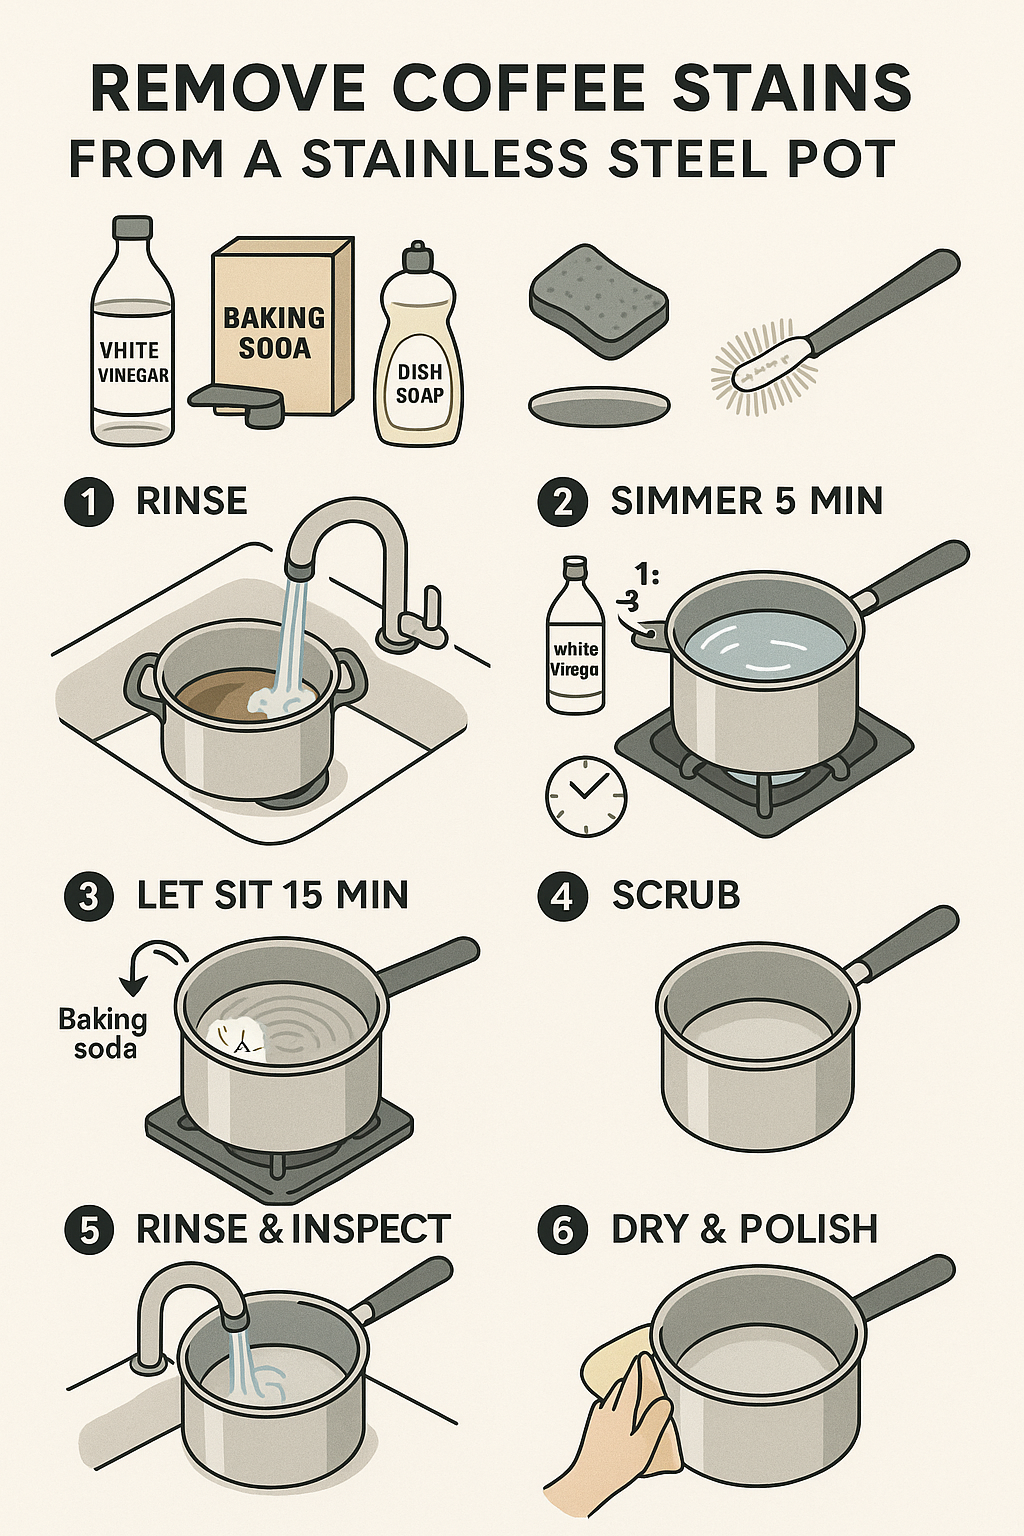 REMOVE COFFEE STAINS
FROM A STAINLESS STEEL POT
VHITE
VINEGAR
BAKING
SOOA
DISH
SOAP
1 RINSE
2 SIMMER 5 MIN
1:
3
white
Virega
3 LET SIT 15 MIN
Baking
soda
4 SCRUB
5 RINSE & INSPECT
6 DRY & POLISH